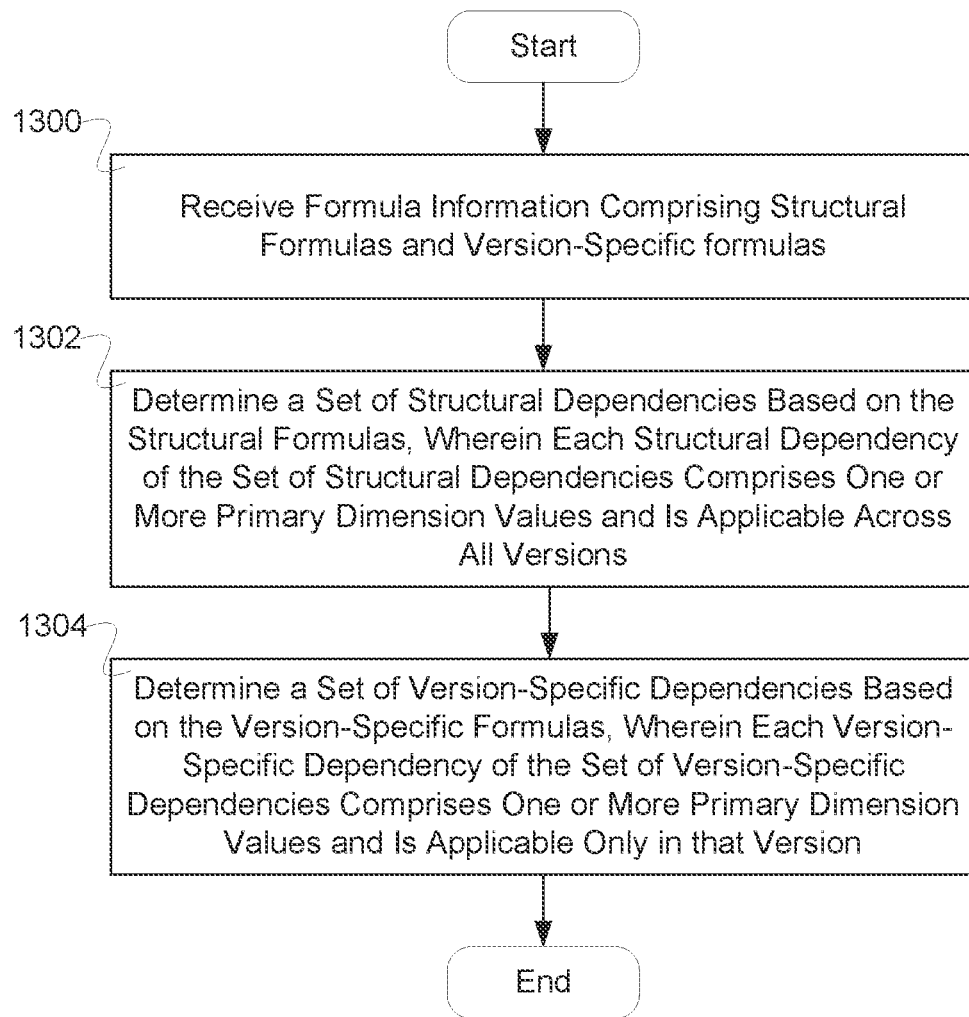 Start
1300
Receive Formula Information Comprising Structural
Formulas and Version-Specific formulas
1302
Determine a Set of Structural Dependencies Based on the
Structural Formulas, Wherein Each Structural Dependency
of the Set of Structural Dependencies Comprises One or
More Primary Dimension Values and Is Applicable Across
All Versions
1304
Determine a Set of Version-Specific Dependencies Based
on the Version-Specific Formulas, Wherein Each Version-
Specific Dependency of the Set of Version-Specific
Dependencies Comprises One or More Primary Dimension
Values and Is Applicable Only in that Version
End